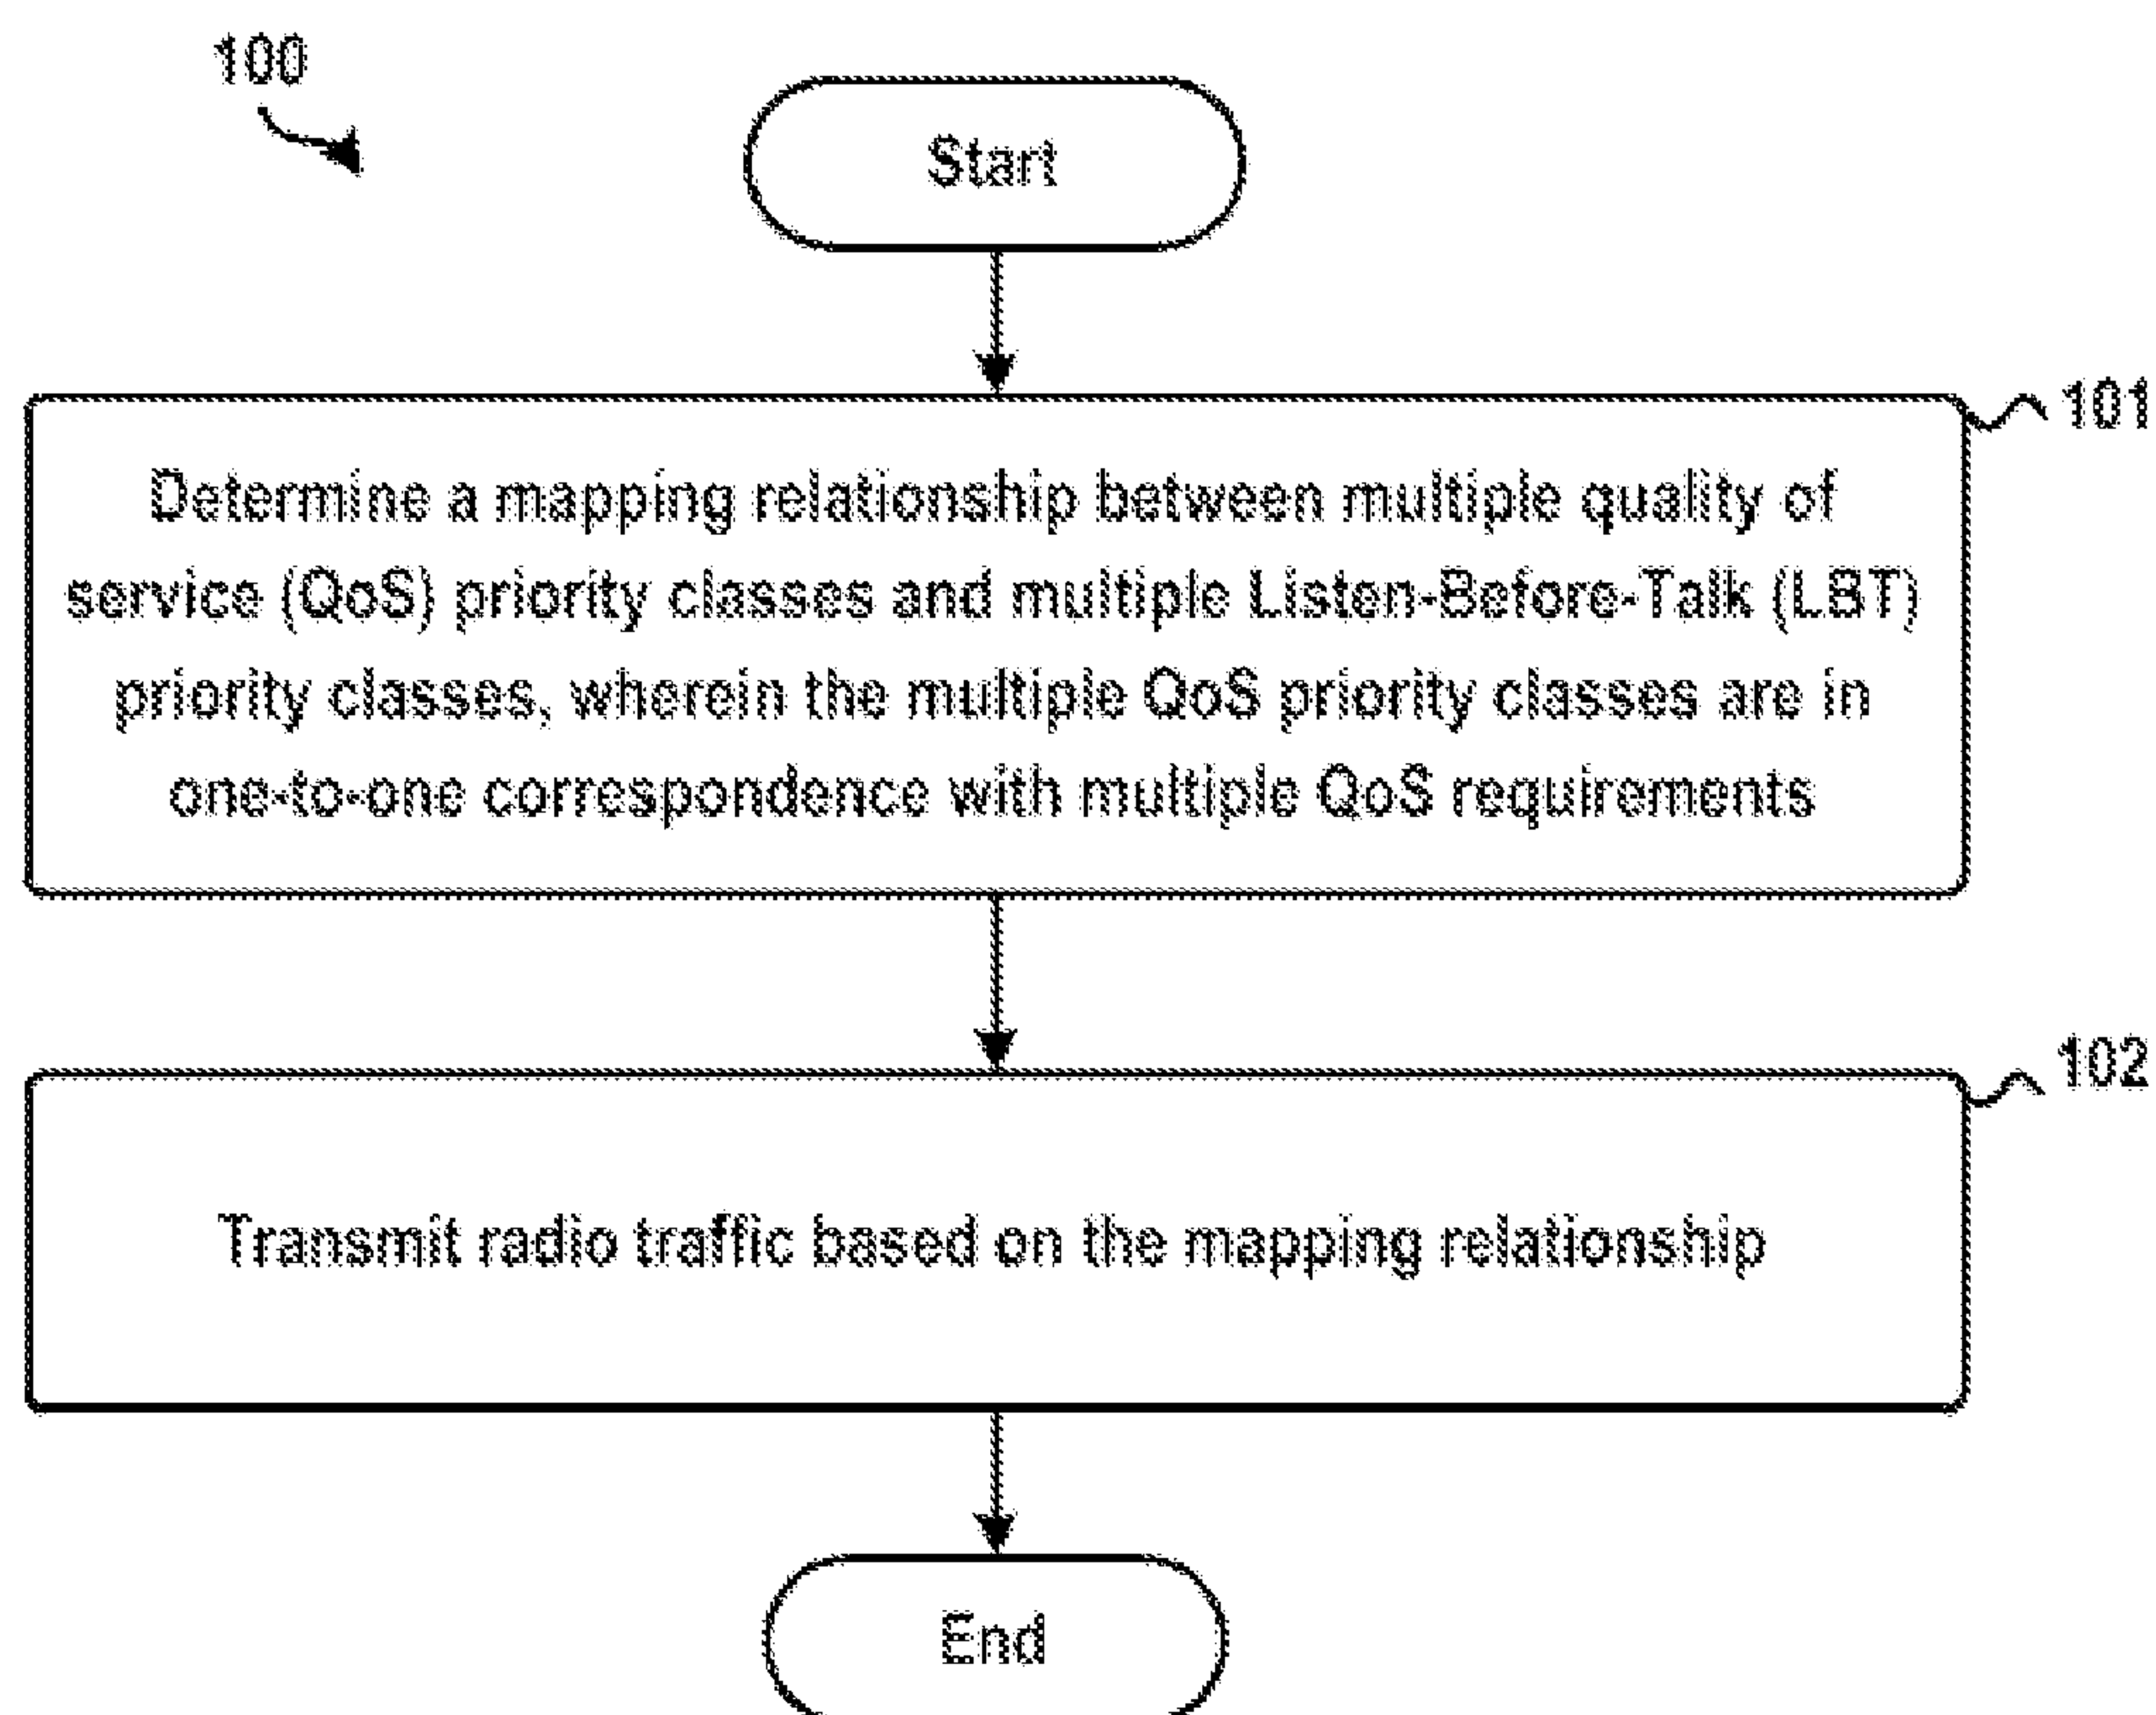 100
Start
101
Determine a mapping relationship between multiple quality of
service (QoS) priority classes and multiple Listen-Before-Talk (LBT)
priority classes, wherein the multiple QoS priority classes are in
one-to-one correspondence with multiple QoS requirements
102
Transmit radio traffic based on the mapping relationship
End